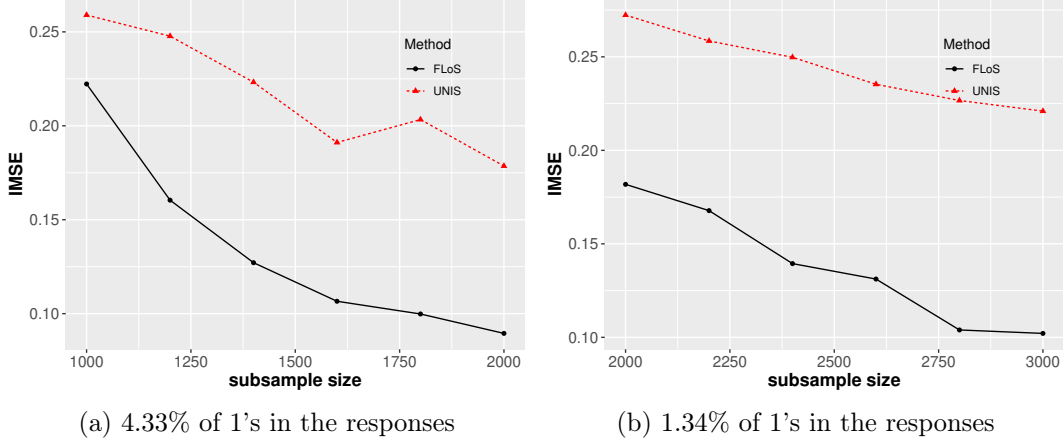 0.25
0.20
0.15
0.10
IMSE
Method
FLoS
UNIS
1000 1250 1500 1750 2000
subsample size
(a) 4.33% of 1's in the responses
0.25
0.20
0.15
0.10
IMSE
Method
FLoS
UNIS
2000 2250 2500 2750 3000
subsample size
(b) 1.34% of 1's in the responses